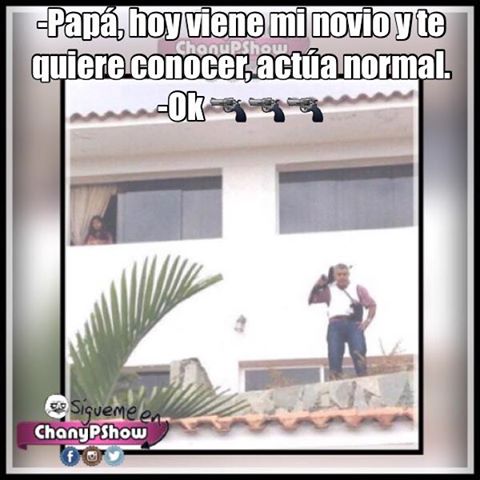 -Papá, hoy viene mi novio y te
quiere conocer, actúa normal.
-Ok
ChanyPShow
Sígueme en
ChanyPShow